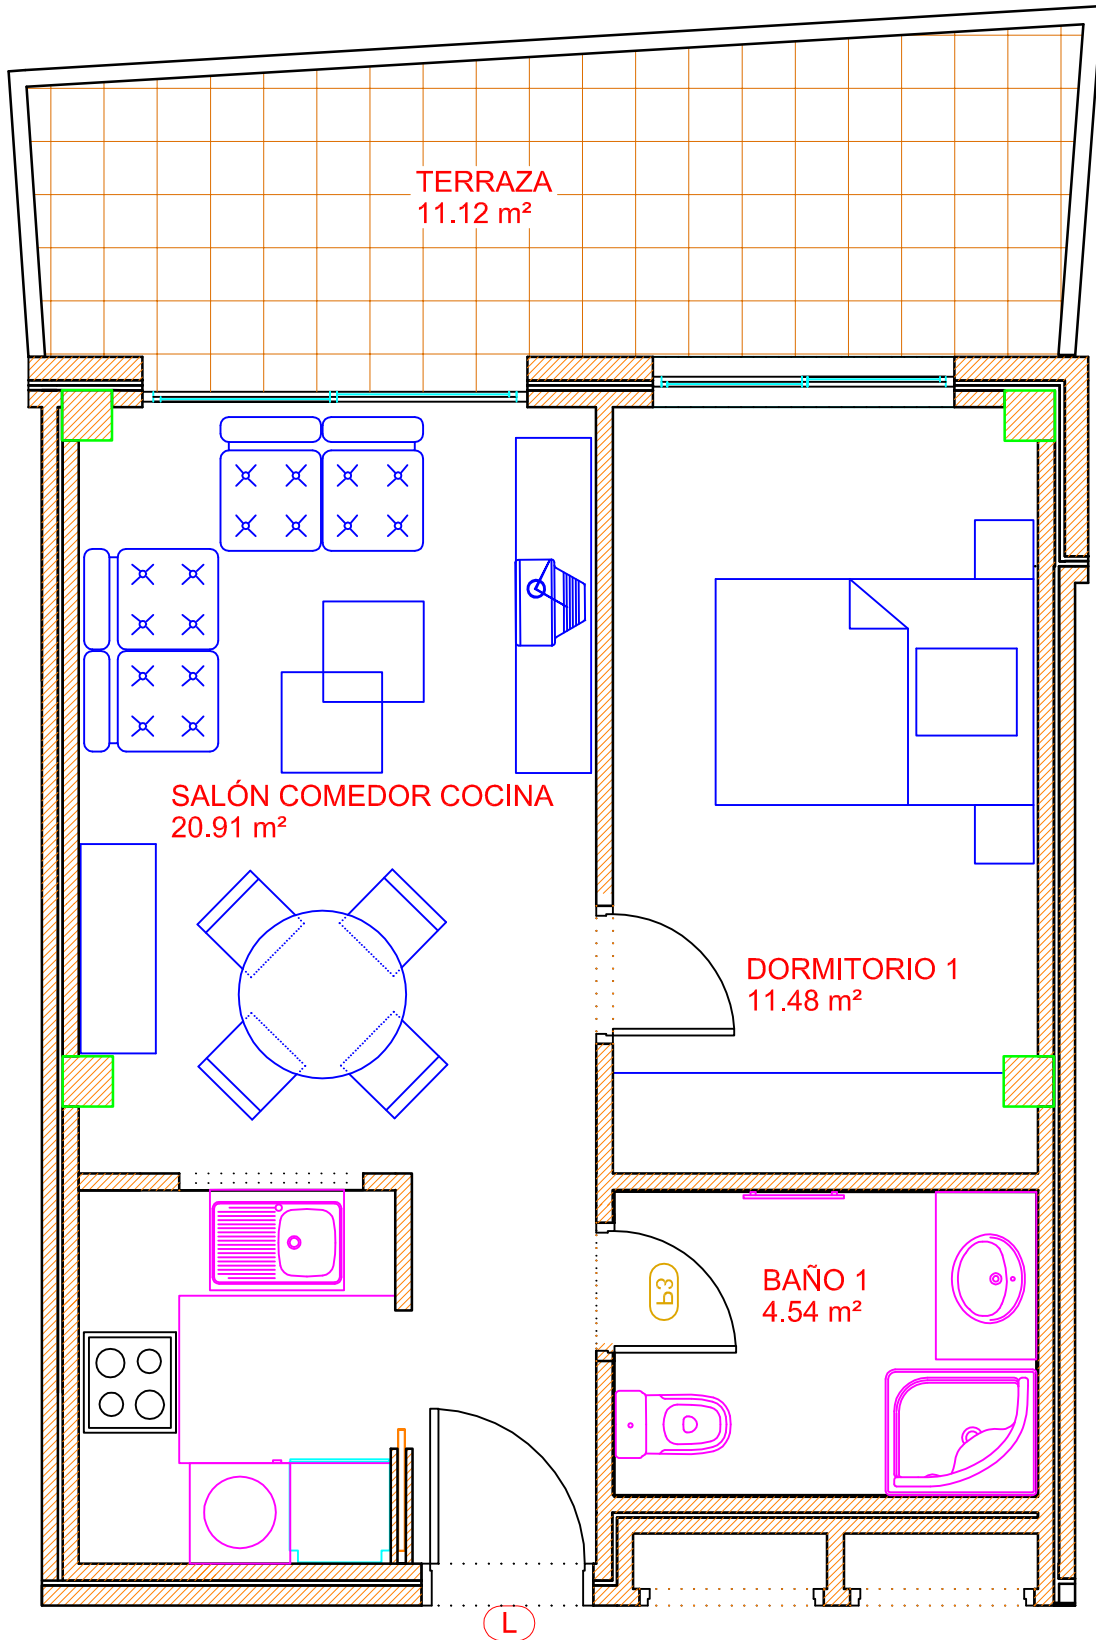 TERRAZA
11.12 m²
SALÓN COMEDOR COCINA
20.91 m²
DORMITORIO 1
11.48 m²
BAÑO 1
4.54 m²
L